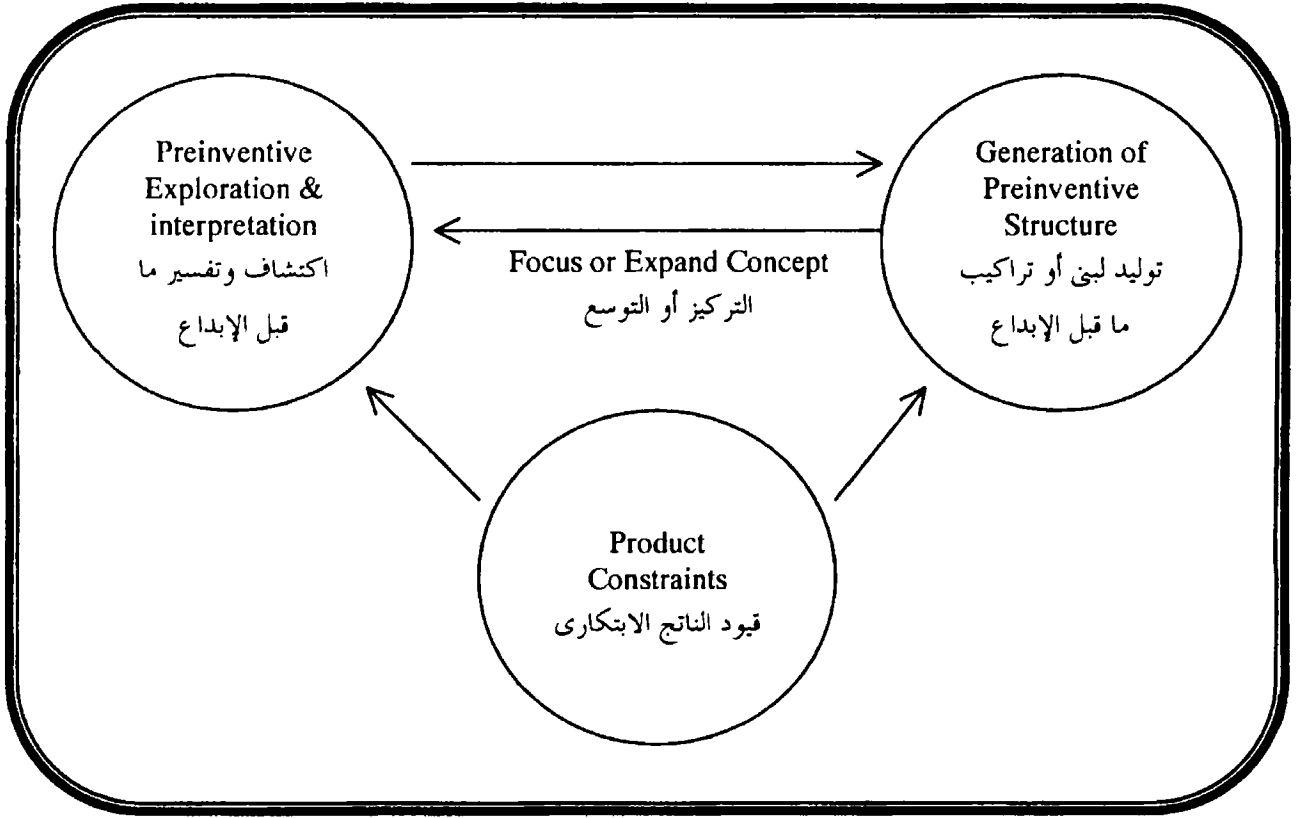 Preinventive
Exploration &
interpretation
اكتشاف وتفسير ما
قبل الإبداع
Generation of
Preinventive
Structure
توليد لبنى أو تراكيب
ما قبل الإبداع
Focus or Expand Concept
التركيز أو التوسع
Product
Constraints
قيود الناتج الابتكارى